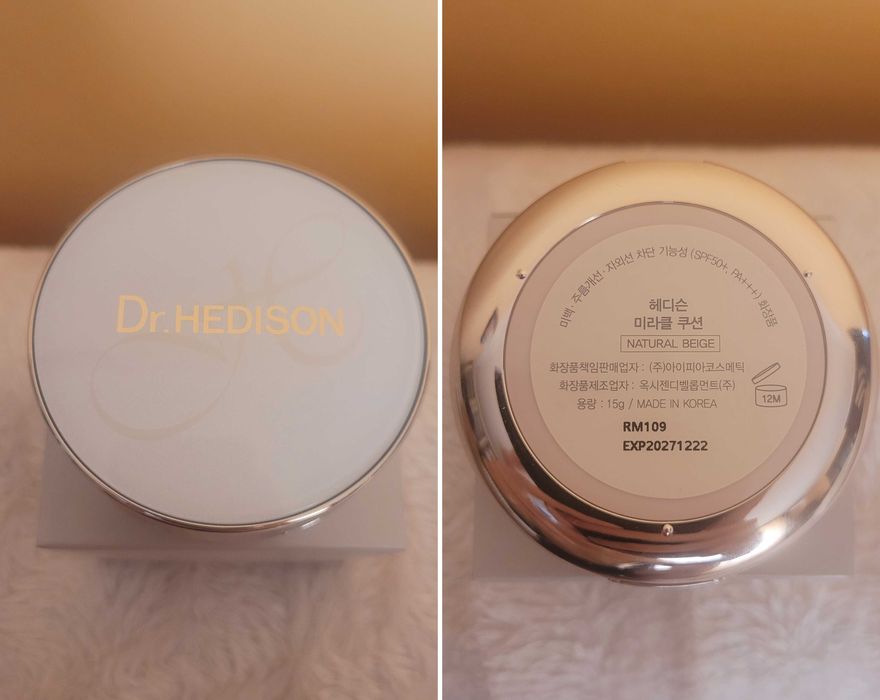 Dr.HEDISON
미백·주름개선·자외선 차단 기능성 (SPF50+, PA+++) 화장품
헤디슨
미라클 쿠션
NATURAL BEIGE
화장품책임판매업자 : (주)아이피아코스메틱
화장품제조업자 : 옥시젠디벨롭먼트(주)
용량 : 15g / MADE IN KOREA
12M
RM109
EXP20271222